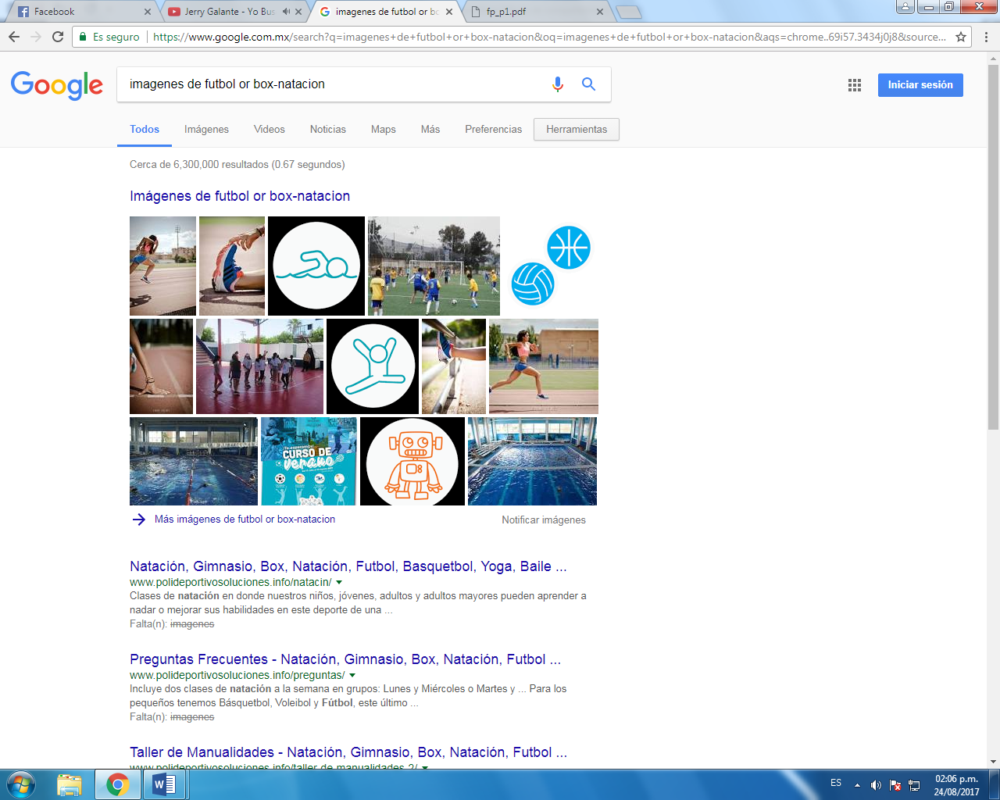 Facebook
Jerry Galante - Yo Bus
imagenes de futbol or bo
fp_p1.pdf
Es seguro
https://www.google.com.mx/search?q=imagenes+de+futbol+or+box-natacion&oq=imagenes+de+futbol+or+box-natacion&aqs=chrome..69i57.3434j0j8&source...
Google
imagenes de futbol or box-natacion
Iniciar sesión
Todos
Imágenes
Videos
Noticias
Maps
Más
Preferencias
Herramientas
Cerca de 6,300,000 resultados (0.67 segundos)
Imágenes de futbol or box-natacion
CURSO DE
verano
Más imágenes de futbol or box-natacion
Notificar imágenes
Natación, Gimnasio, Box, Natación, Futbol, Basquetbol, Yoga, Baile ...
www.polideportivosoluciones.info/natacin/
Clases de natación en donde nuestros niños, jóvenes, adultos y adultos mayores pueden aprender a
nadar o mejorar sus habilidades en este deporte de una ...
Falta(n): imagenes
Preguntas Frecuentes - Natación, Gimnasio, Box, Natación, Futbol ...
www.polideportivosoluciones.info/preguntas/
Incluye dos clases de natación a la semana en grupos: Lunes y Miércoles o Martes y ... Para los
pequeños tenemos Básquetbol, Voleibol y Fútbol, este último ...
Falta(n): imagenes
Taller de Manualidades - Natación, Gimnasio, Box, Natación, Futbol ...
www.polideportivosoluciones.info/taller-de-manualidades-2/
ES
02:06 p.m.
24/08/2017